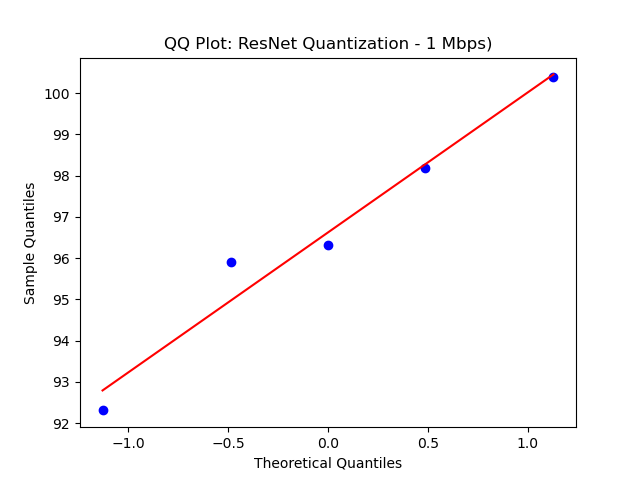 QQ Plot: ResNet Quantization - 1 Mbps)
100
99
98
97
96
95
94
93
92
Sample Quantiles
−1.0 −0.5 0.0 0.5 1.0
Theoretical Quantiles